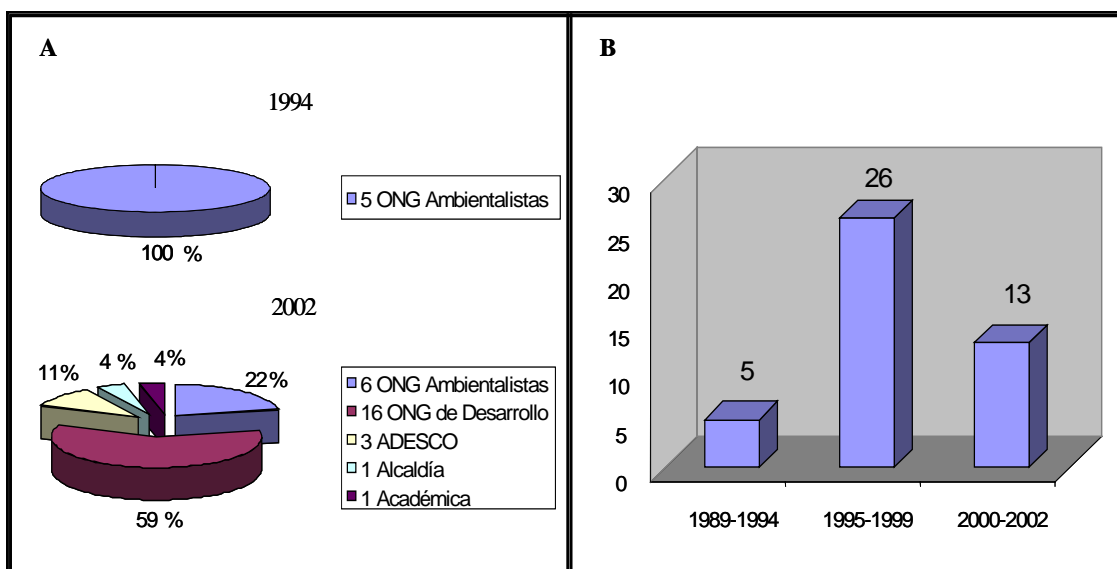 A
1994
5 ONG Ambientalistas
100 %
2002
11%
4 %
4%
22%
59 %
6 ONG Ambientalistas
16 ONG de Desarrollo
3 ADESCO
1 Alcaldía
1 Académica
B
30
25
20
15
10
5
0
5
26
13
1989-1994
1995-1999
2000-2002